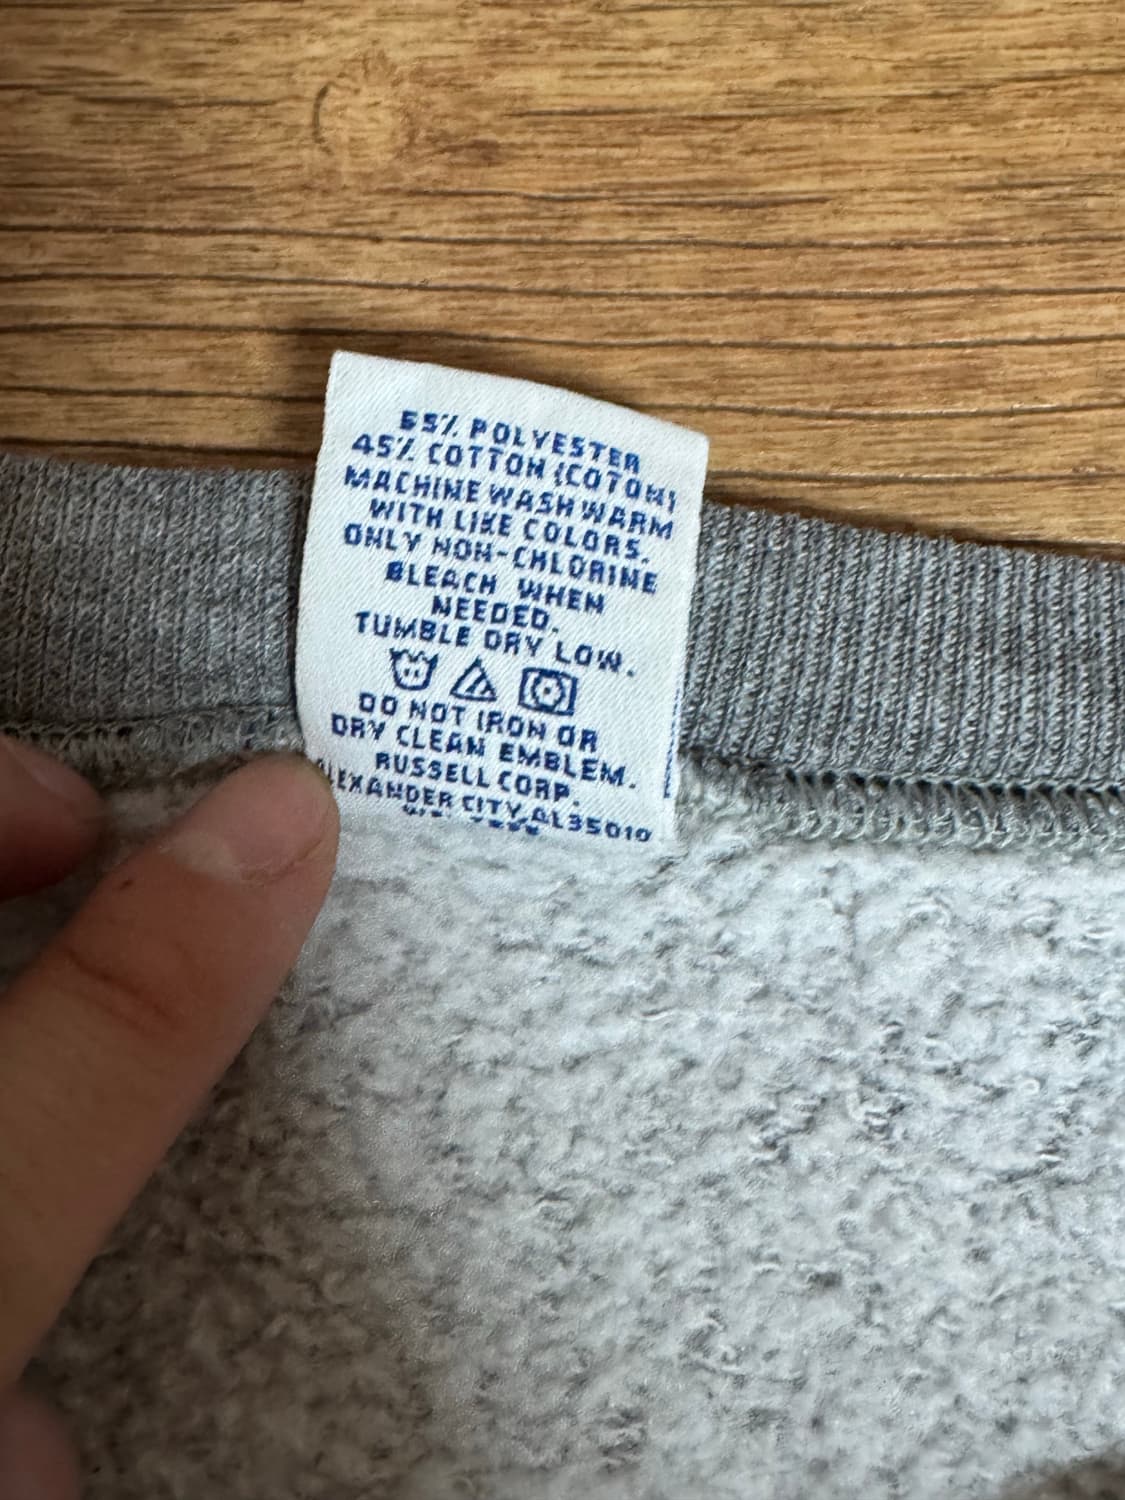 55% POLYESTER
45% COTTON (COTON)
MACHINE WASH WARM
WITH LIKE COLORS.
ONLY NON-CHLORINE
BLEACH WHEN
NEEDED.
TUMBLE DRY LOW.
DO NOT IRON OR
DRY CLEAN EMBLEM.
RUSSELL CORP.
ALEXANDER CITY, AL35010